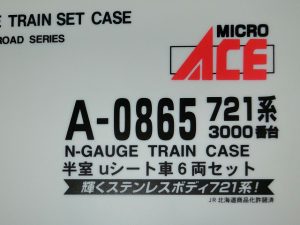 E TRAIN SET CASE
ROAD SERIES
MICRO
ACE
A-0865 721系
3000番台
N-GAUGE TRAIN CASE
半室 uシート車6両セット
輝くステンレスボディ721系!
JR北海道商品化許諾済